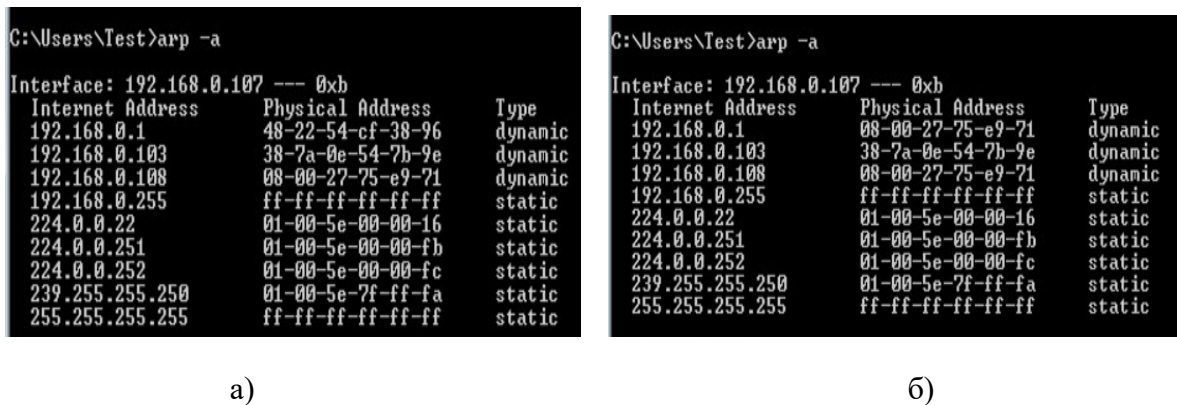 C:\Users\Test>arp -a
Interface: 192.168.0.107 --- 0xb
Internet Address Physical Address Type
192.168.0.1 48-22-54-cf-38-96 dynamic
192.168.0.103 38-7a-0e-54-7b-9e dynamic
192.168.0.108 08-00-27-75-e9-71 dynamic
192.168.0.255 ff-ff-ff-ff-ff-ff static
224.0.0.22 01-00-5e-00-00-16 static
224.0.0.251 01-00-5e-00-00-fb static
224.0.0.252 01-00-5e-00-00-fc static
239.255.255.250 01-00-5e-7f-ff-fa static
255.255.255.255 ff-ff-ff-ff-ff-ff static
а)
C:\Users\Test>arp -a
Interface: 192.168.0.107 --- 0xb
Internet Address Physical Address Type
192.168.0.1 08-00-27-75-e9-71 dynamic
192.168.0.103 38-7a-0e-54-7b-9e dynamic
192.168.0.108 08-00-27-75-e9-71 dynamic
192.168.0.255 ff-ff-ff-ff-ff-ff static
224.0.0.22 01-00-5e-00-00-16 static
224.0.0.251 01-00-5e-00-00-fb static
224.0.0.252 01-00-5e-00-00-fc static
239.255.255.250 01-00-5e-7f-ff-fa static
255.255.255.255 ff-ff-ff-ff-ff-ff static
б)